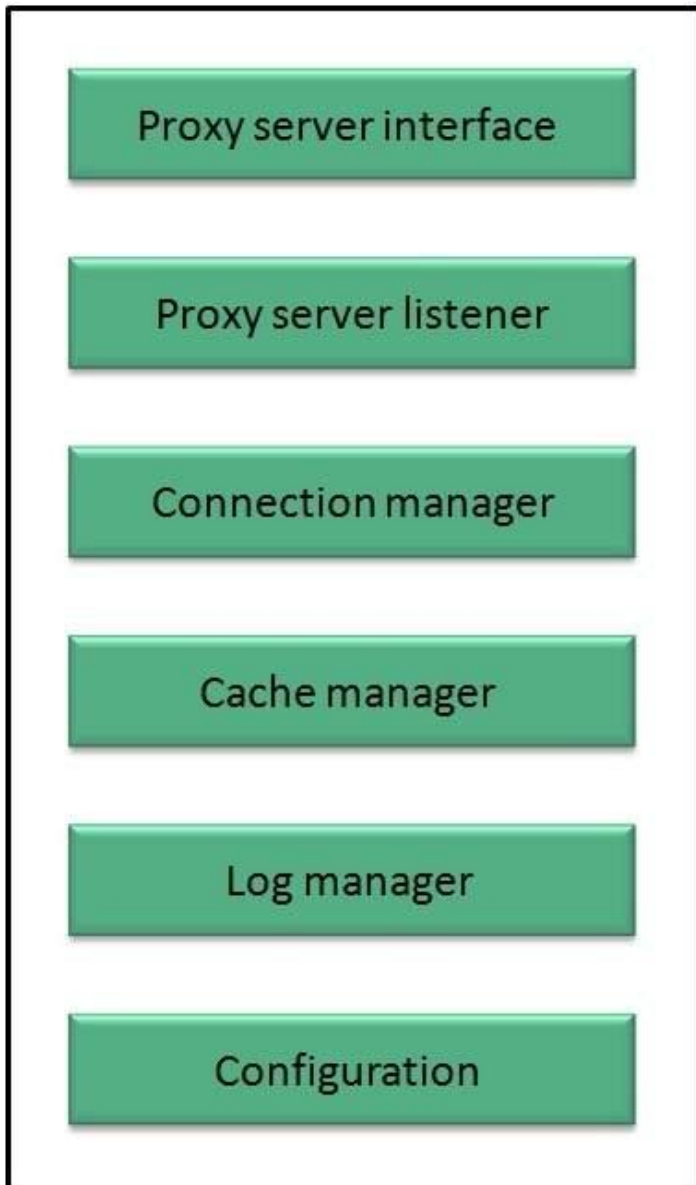 Proxy server interface
Proxy server listener
Connection manager
Cache manager
Log manager
Configuration